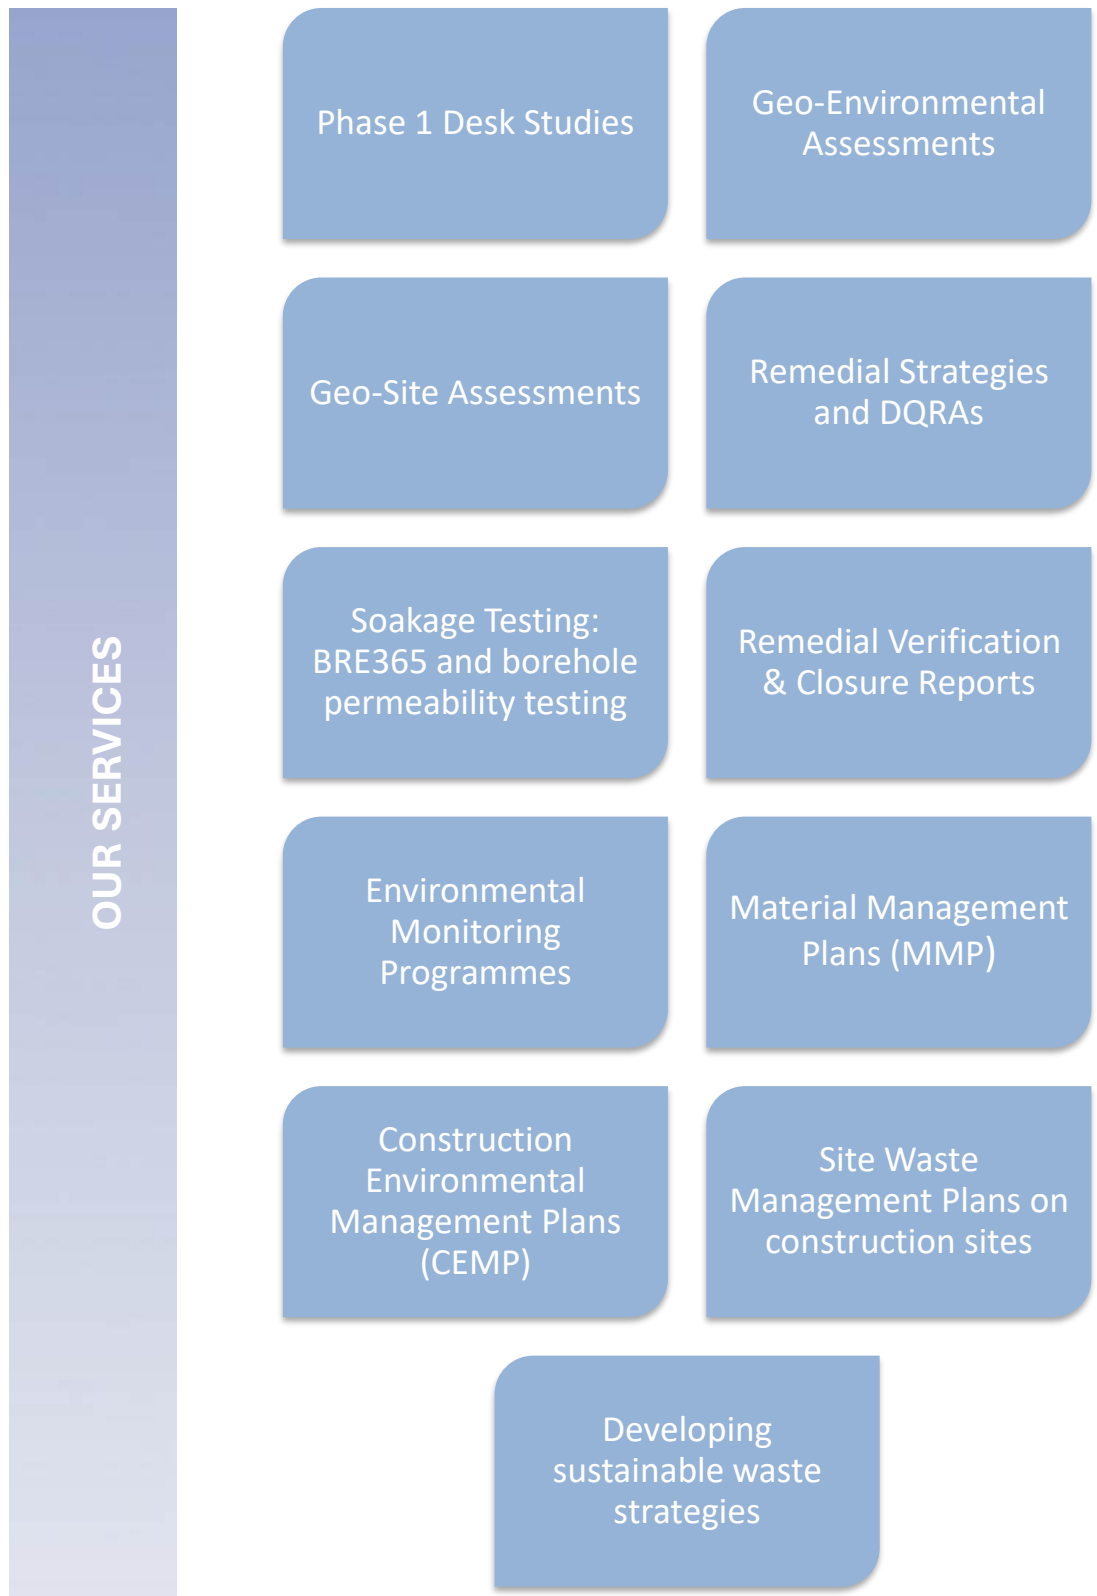 OUR SERVICES
Phase 1 Desk Studies
Geo-Environmental
Assessments
Geo-Site Assessments
Remedial Strategies
and DQRAs
Soakage Testing:
BRE365 and borehole
permeability testing
Remedial Verification
& Closure Reports
Environmental
Monitoring
Programmes
Material Management
Plans (MMP)
Construction
Environmental
Management Plans
(CEMP)
Site Waste
Management Plans on
construction sites
Developing
sustainable waste
strategies